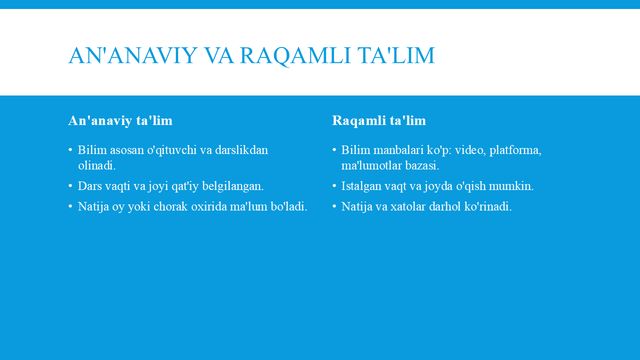 AN'ANAVIY VA RAQAMLI TA'LIM
An'anaviy ta'lim
• Bilim asosan o'qituvchi va darslikdan
olinadi.
• Dars vaqti va joyi qat'iy belgilangan.
• Natija oy yoki chorak oxirida ma'lum bo'ladi.
Raqamli ta'lim
• Bilim manbalari ko'p: video, platforma,
ma'lumotlar bazasi.
• Istalgan vaqt va joyda o'qish mumkin.
• Natija va xatolar darhol ko'rinadi.